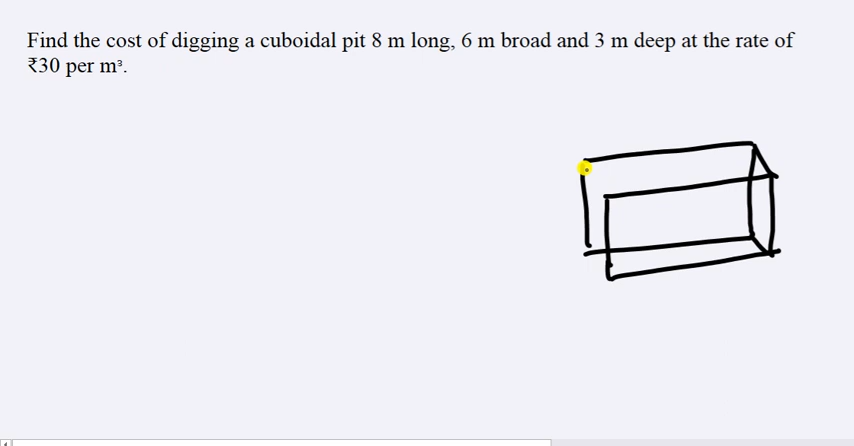 Find the cost of digging a cuboidal pit 8 m long, 6 m broad and 3 m deep at the rate of
₹30 per m³.